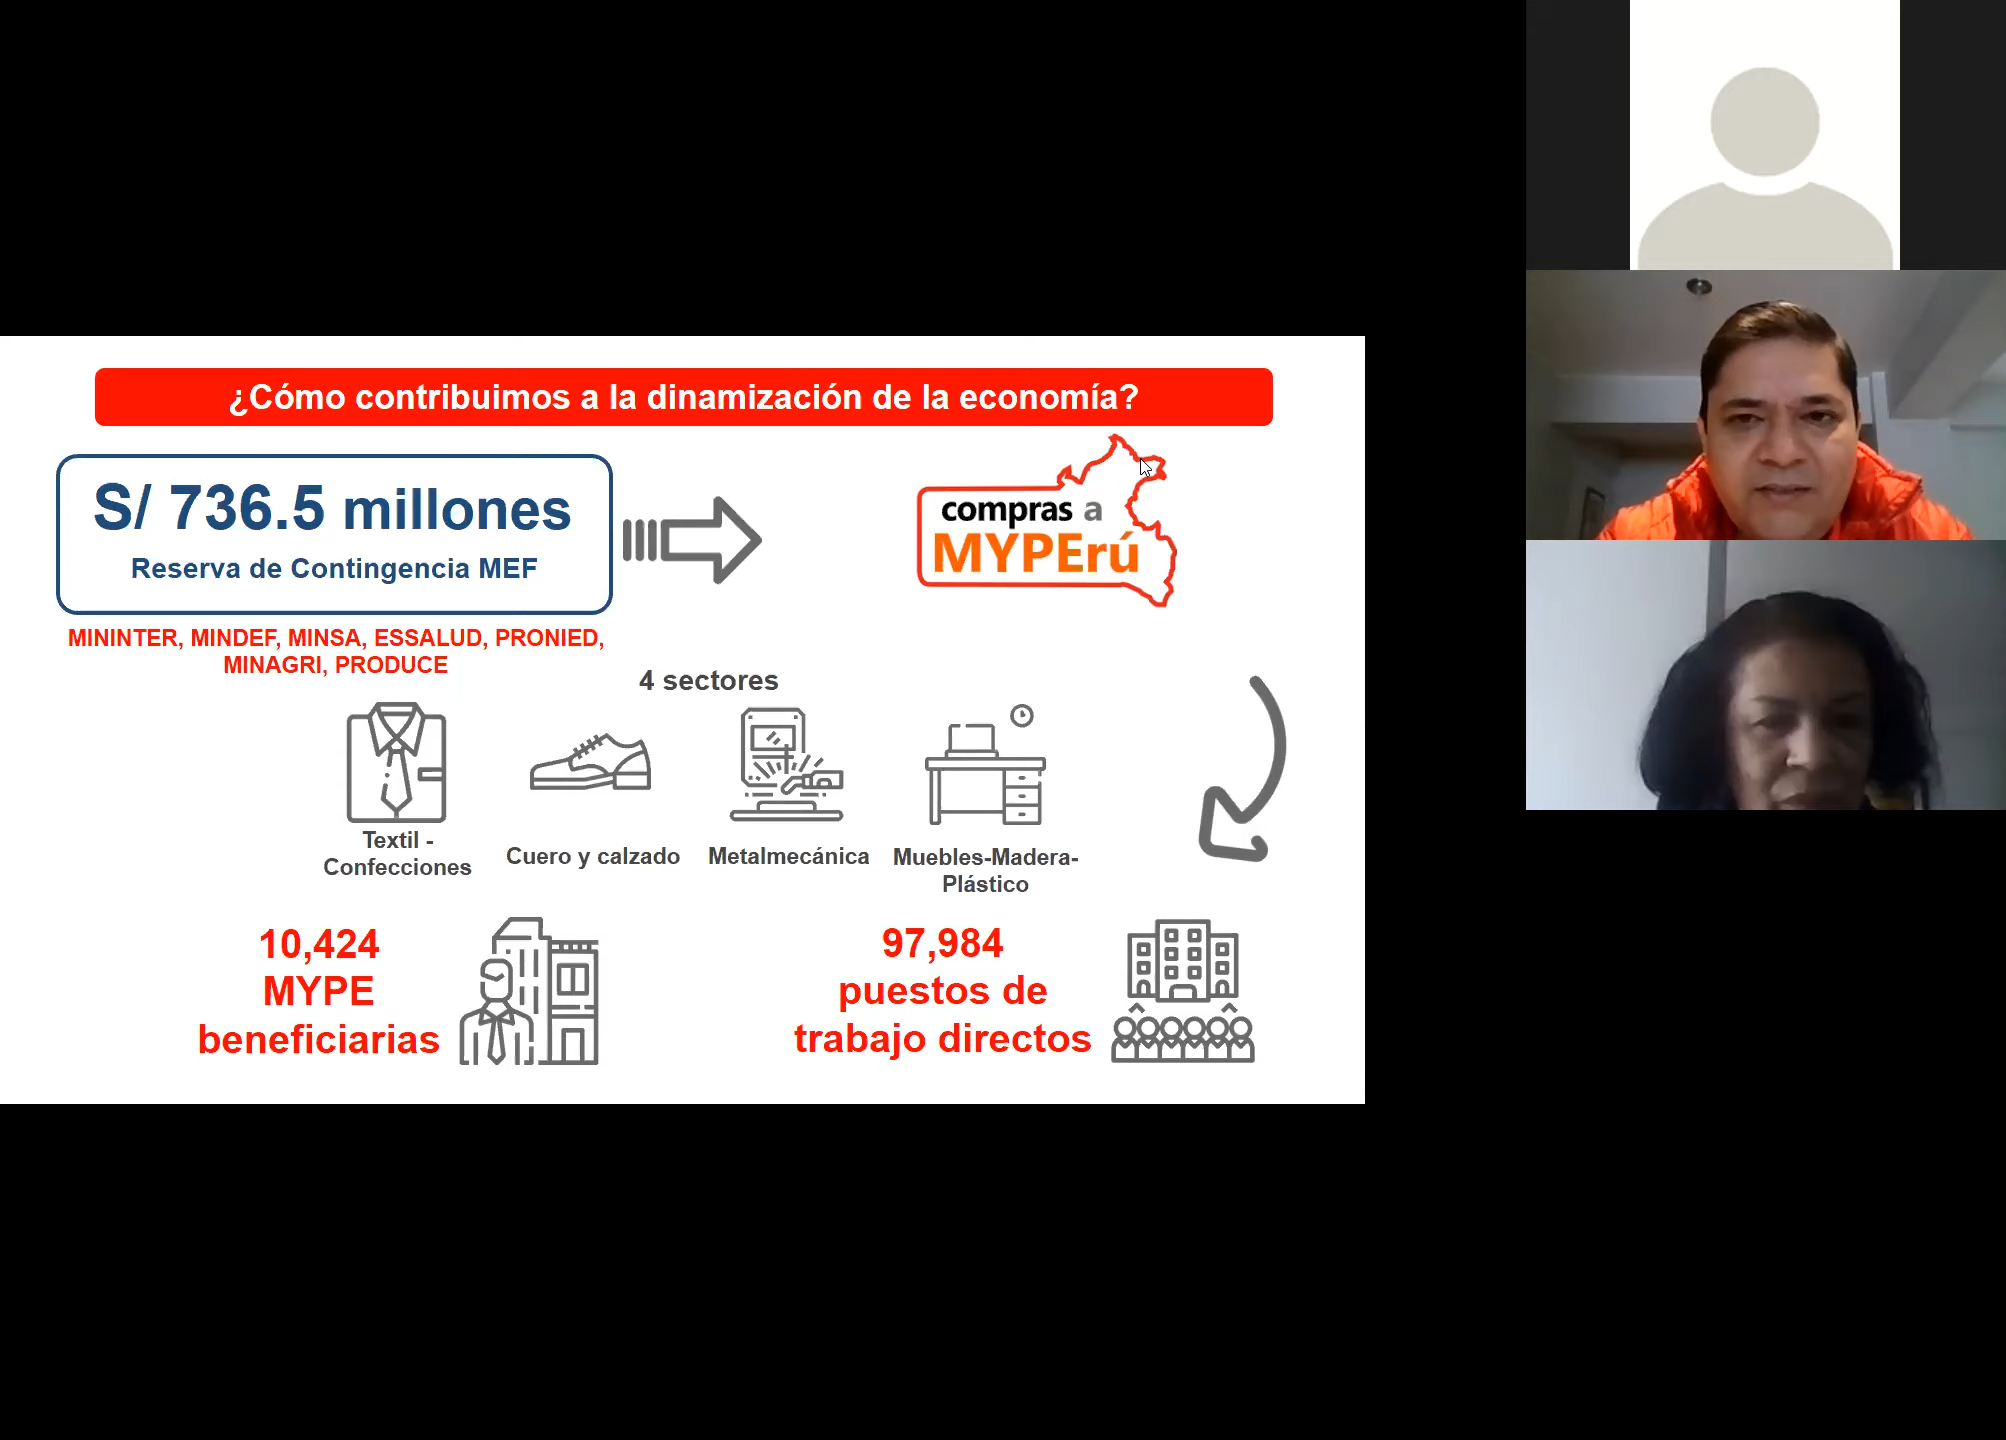 ¿Cómo contribuimos a la dinamización de la economía?
S/ 736.5 millones
Reserva de Contingencia MEF
MININTER, MINDEF, MINSA, ESSALUD, PRONIED,
MINAGRI, PRODUCE
compras a
MYPErú
4 sectores
Textil -
Confecciones
Cuero y calzado
Metalmecánica
Muebles-Madera-
Plástico
10,424
MYPE
beneficiarias
97,984
puestos de
trabajo directos